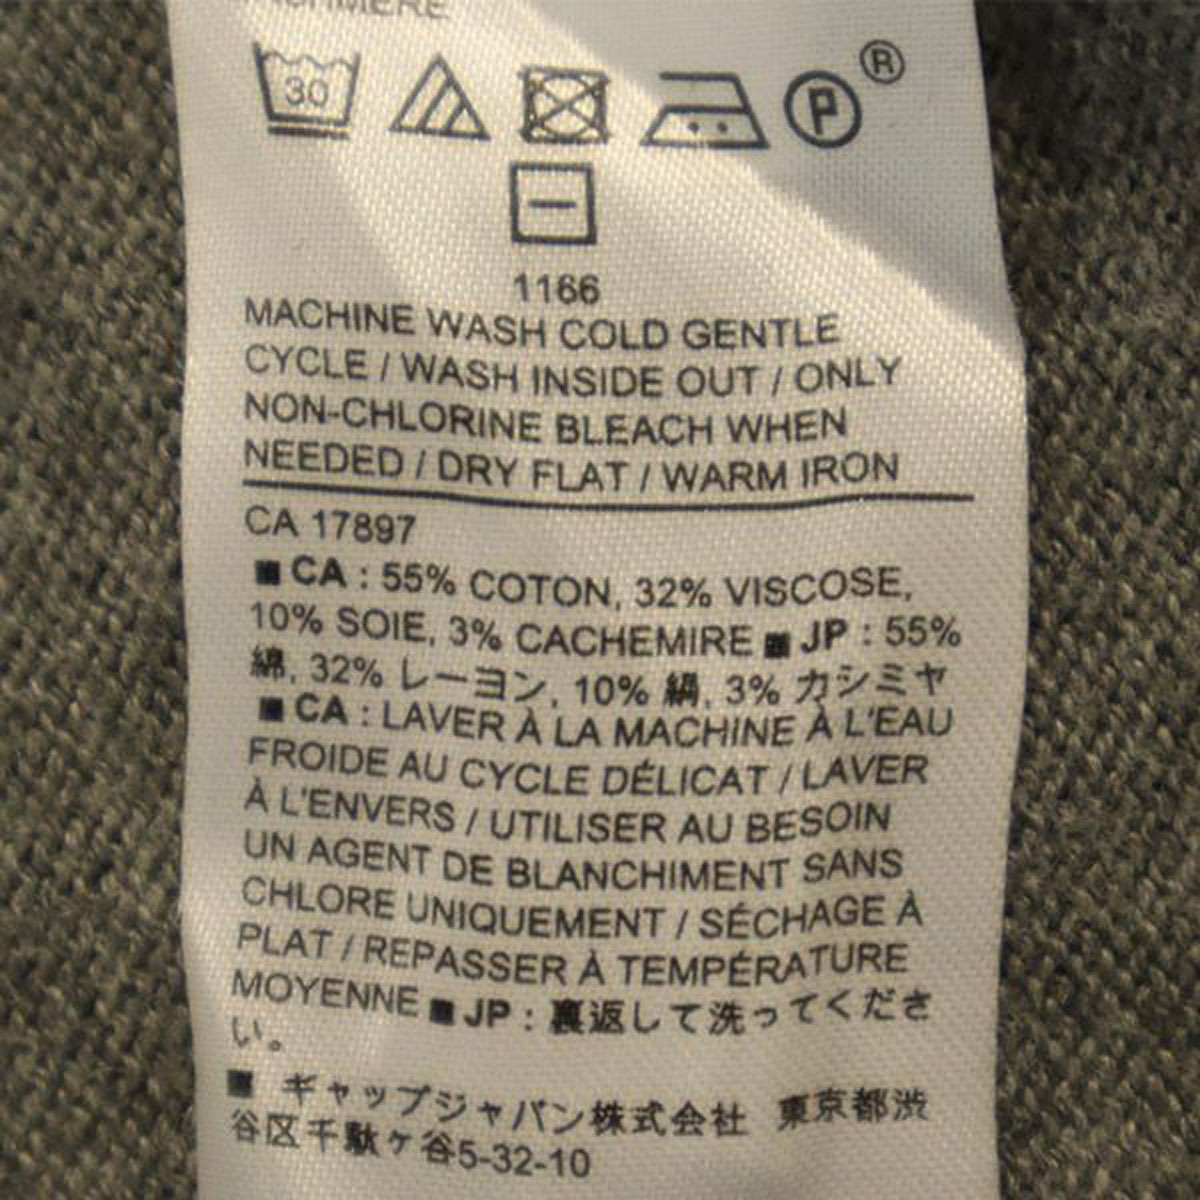 30
P ®
1166
MACHINE WASH COLD GENTLE
CYCLE / WASH INSIDE OUT / ONLY
NON-CHLORINE BLEACH WHEN
NEEDED / DRY FLAT / WARM IRON
CA 17897
■ CA : 55% COTON, 32% VISCOSE,
10% SOIE, 3% CACHEMIRE ■ JP : 55%
綿, 32% レーヨン, 10% 絹, 3% カシミヤ
■ CA : LAVER À LA MACHINE À L'EAU
FROIDE AU CYCLE DÉLICAT / LAVER
À L'ENVERS / UTILISER AU BESOIN
UN AGENT DE BLANCHIMENT SANS
CHLORE UNIQUEMENT / SÉCHAGE À
PLAT / REPASSER À TEMPÉRATURE
MOYENNE ■ JP : 裏返して洗ってくださ
い。
■ ギャップジャパン株式会社 東京都渋
谷区千駄ケ谷5-32-10